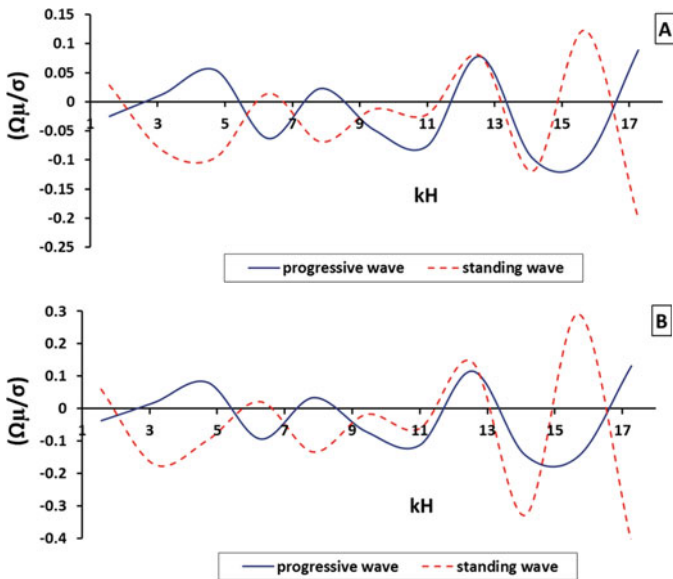 A
0.15
0.1
0.05
0
-0.05
-0.1
-0.15
-0.2
-0.25
(Ωμ/σ)
1 3 5 7 9 11 13 15 17
kH
progressive wave standing wave
B
0.3
0.2
0.1
0
-0.1
-0.2
-0.3
-0.4
(Ωμ/σ)
1 3 5 7 9 11 13 15 17
kH
progressive wave standing wave